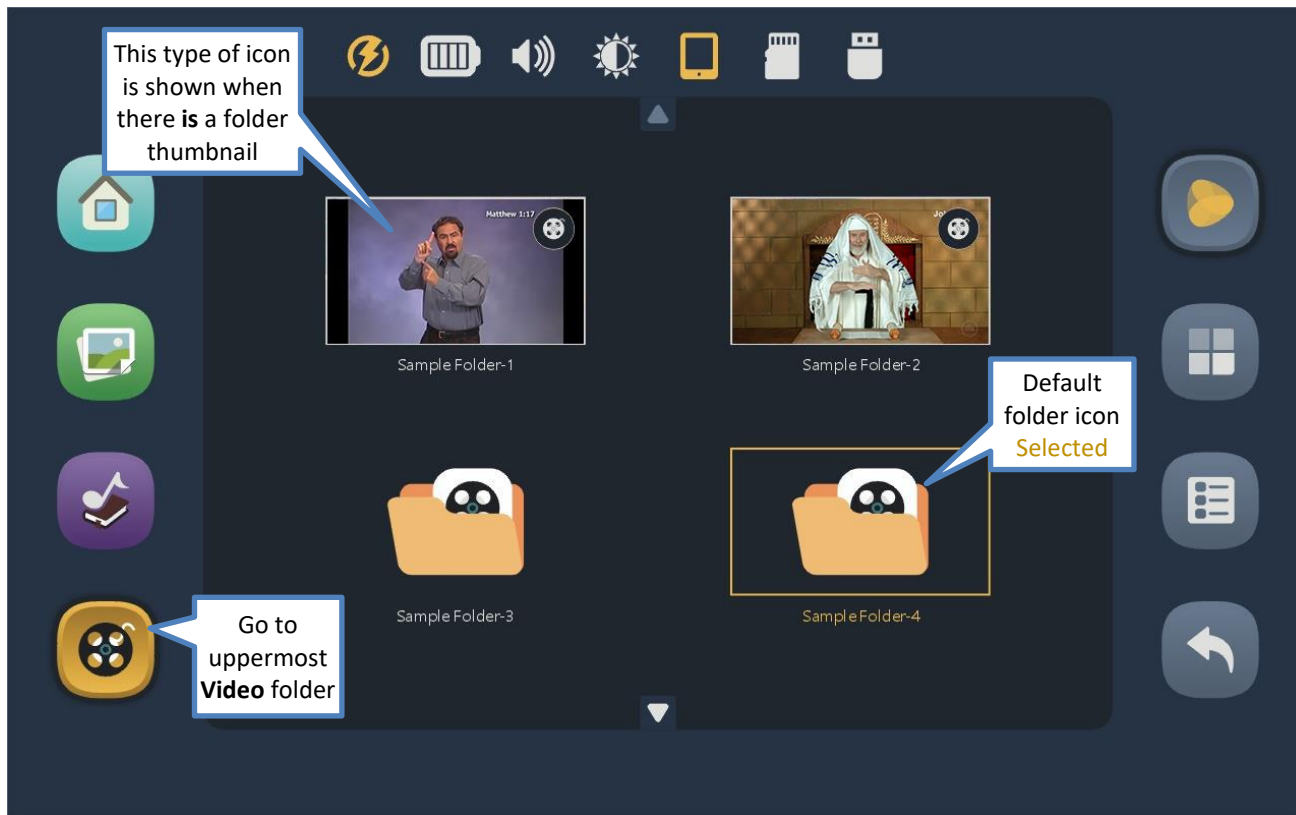 This type of icon
is shown when
there is a folder
thumbnail
Matthew 1:17
Sample Folder-1
Sample Folder-2
Default
folder icon
Selected
Sample Folder-3
Sample Folder-4
Go to
uppermost
Video folder